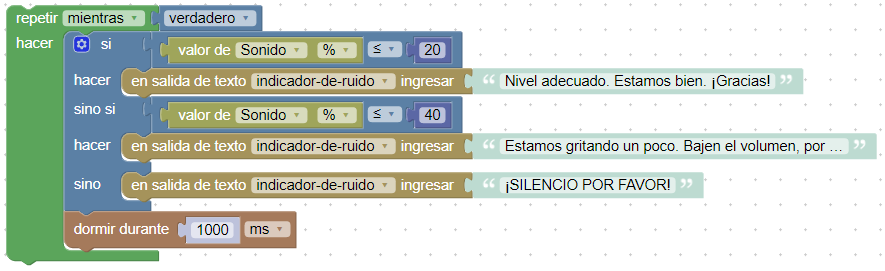 repetir mientras verdadero
hacer si valor de Sonido % ≤ 20
hacer en salida de texto indicador-de-ruido ingresar “ Nivel adecuado. Estamos bien. ¡Gracias! ”
sino si valor de Sonido % ≤ 40
hacer en salida de texto indicador-de-ruido ingresar “ Estamos gritando un poco. Bajen el volumen, por ... ”
sino en salida de texto indicador-de-ruido ingresar “ ¡SILENCIO POR FAVOR! ”
dormir durante 1000 ms